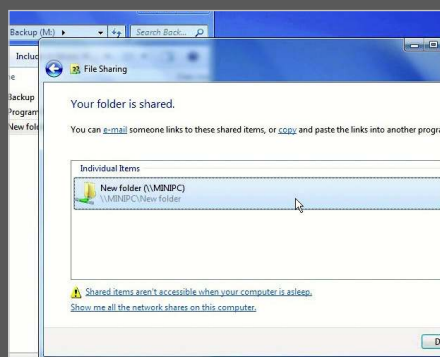 Backup (M:)
Search Back...
Includ
File Sharing
Backup
Program
New fold
Your folder is shared.
You can e-mail someone links to these shared items, or copy and paste the links into another progra
Individual Items
New folder (\\MINIPC)
\\MINIPC\New folder
Shared items aren't accessible when your computer is asleep.
Show me all the network shares on this computer.
D